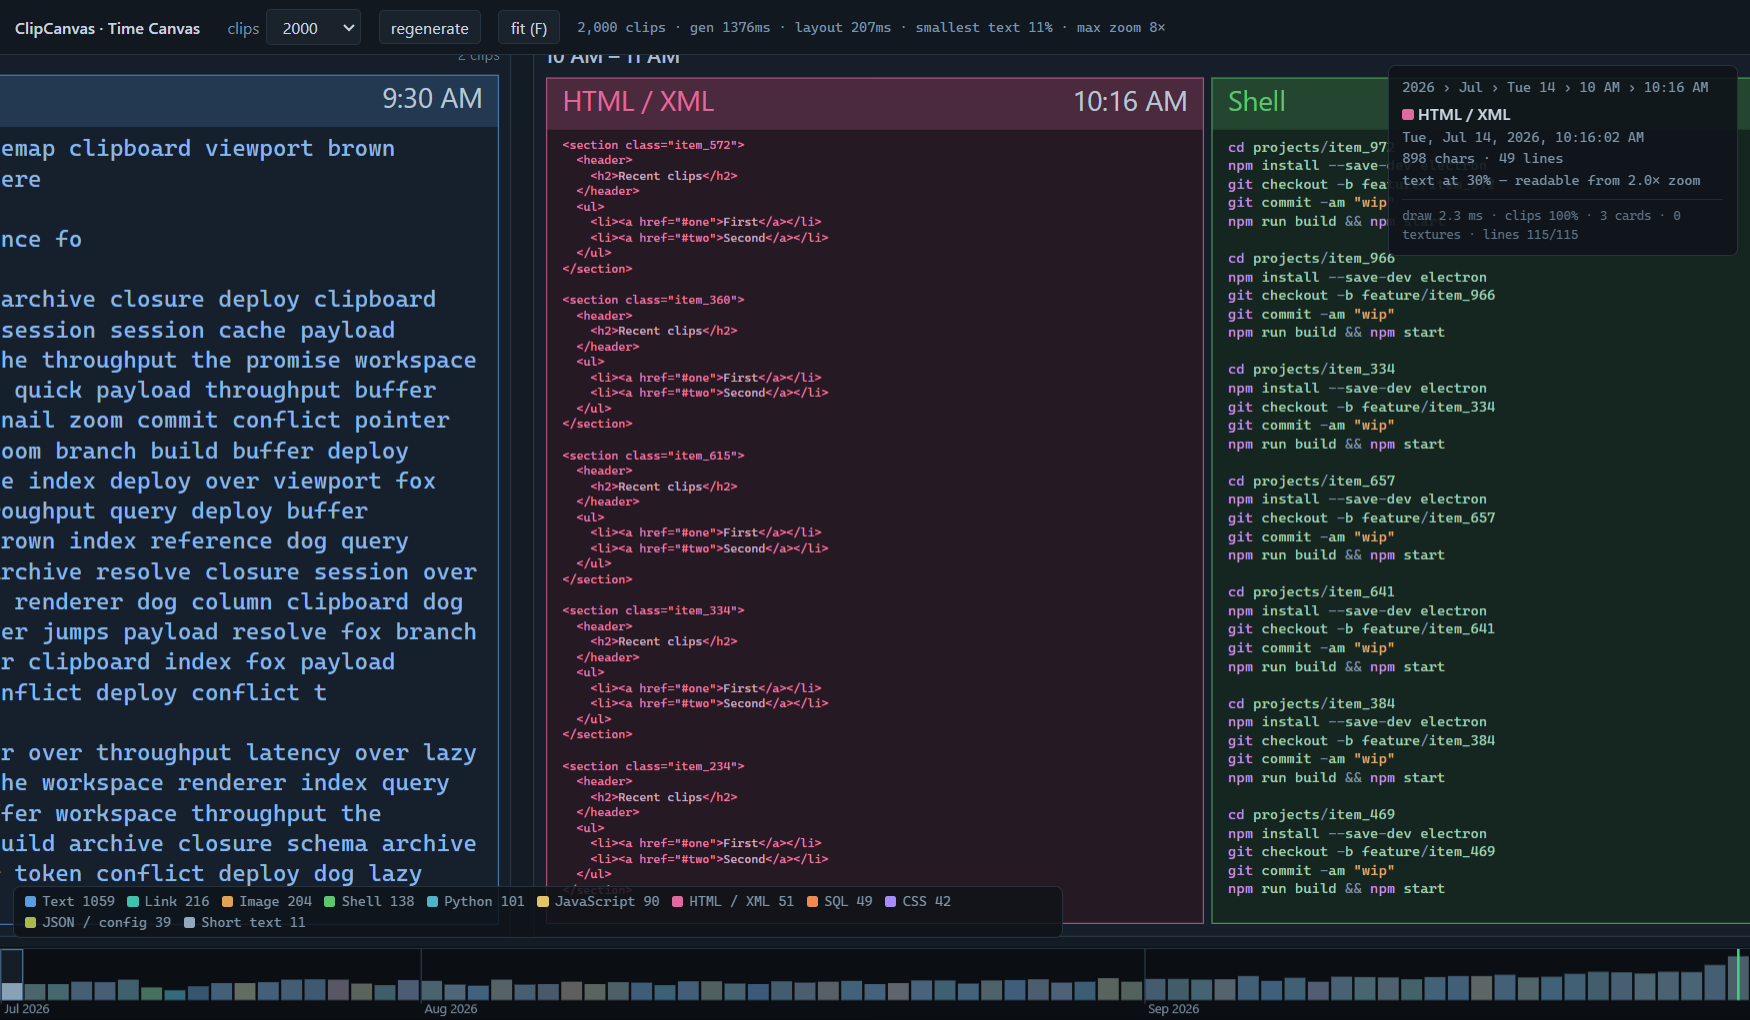 ClipCanvas · Time Canvas
clips
2000
regenerate
fit (F)
2,000 clips · gen 1376ms · layout 207ms · smallest text 11% · max zoom 8×
2 clips
9:30 AM
emap clipboard viewport brown
ere
nce fo
archive closure deploy clipboard
session session cache payload
he throughput the promise workspace
quick payload throughput buffer
nail zoom commit conflict pointer
oom branch build buffer deploy
e index deploy over viewport fox
oughput query deploy buffer
rown index reference dog query
rchive resolve closure session over
renderer dog column clipboard dog
er jumps payload resolve fox branch
r clipboard index fox payload
nflict deploy conflict t
r over throughput latency over lazy
he workspace renderer index query
fer workspace throughput the
uild archive closure schema archive
token conflict deploy dog lazy
10 AM – 11 AM
HTML / XML
10:16 AM
<section class="item_572">
<header>
<h2>Recent clips</h2>
</header>
<ul>
<li><a href="#one">First</a></li>
<li><a href="#two">Second</a></li>
</ul>
</section>
<section class="item_360">
<header>
<h2>Recent clips</h2>
</header>
<ul>
<li><a href="#one">First</a></li>
<li><a href="#two">Second</a></li>
</ul>
</section>
<section class="item_615">
<header>
<h2>Recent clips</h2>
</header>
<ul>
<li><a href="#one">First</a></li>
<li><a href="#two">Second</a></li>
</ul>
</section>
<section class="item_334">
<header>
<h2>Recent clips</h2>
</header>
<ul>
<li><a href="#one">First</a></li>
<li><a href="#two">Second</a></li>
</ul>
</section>
<section class="item_234">
<header>
<h2>Recent clips</h2>
</header>
<ul>
<li><a href="#one">First</a></li>
<li><a href="#two">Second</a></li>
</ul>
</section>
Shell
cd projects/item_972
npm install --save-dev electron
git checkout -b feat
git commit -am "wip"
npm run build && np
cd projects/item_966
npm install --save-dev electron
git checkout -b feature/item_966
git commit -am "wip"
npm run build && npm start
cd projects/item_334
npm install --save-dev electron
git checkout -b feature/item_334
git commit -am "wip"
npm run build && npm start
cd projects/item_657
npm install --save-dev electron
git checkout -b feature/item_657
git commit -am "wip"
npm run build && npm start
cd projects/item_641
npm install --save-dev electron
git checkout -b feature/item_641
git commit -am "wip"
npm run build && npm start
cd projects/item_384
npm install --save-dev electron
git checkout -b feature/item_384
git commit -am "wip"
npm run build && npm start
cd projects/item_469
npm install --save-dev electron
git checkout -b feature/item_469
git commit -am "wip"
npm run build && npm start
2026 › Jul › Tue 14 › 10 AM › 10:16 AM
HTML / XML
Tue, Jul 14, 2026, 10:16:02 AM
898 chars · 49 lines
text at 30% — readable from 2.0× zoom
draw 2.3 ms · clips 100% · 3 cards · 0
textures · lines 115/115
Text 1059 Link 216 Image 204 Shell 138 Python 101 JavaScript 90 HTML / XML 51 SQL 49 CSS 42
JSON / config 39 Short text 11
Jul 2026
Aug 2026
Sep 2026